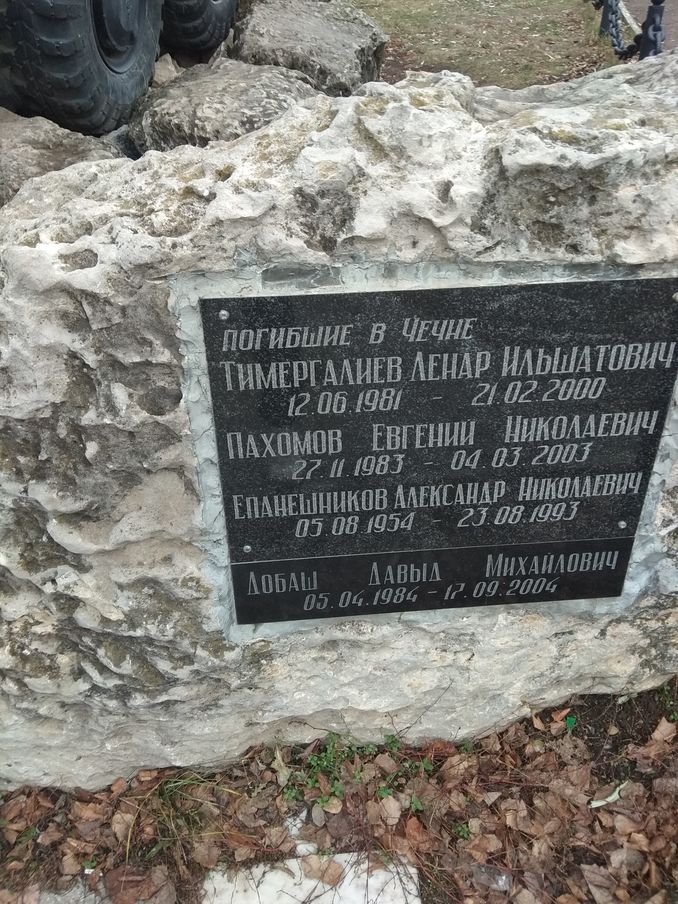 ПОГИБШИЕ В ЧЕЧНЕ
ТИМЕРГАЛИЕВ ЛЕНАР ИЛЬШАТОВИЧ
12.06.1981 - 21.02.2000
ПАХОМОВ ЕВГЕНИЙ НИКОЛАЕВИЧ
27.11.1983 - 04.03.2003
ЕПАНЕШНИКОВ АЛЕКСАНДР НИКОЛАЕВИЧ
05.08.1954 - 23.08.1993
ДОБАШ ДАВЫД МИХАЙЛОВИЧ
05.04.1984 - 17.09.2004